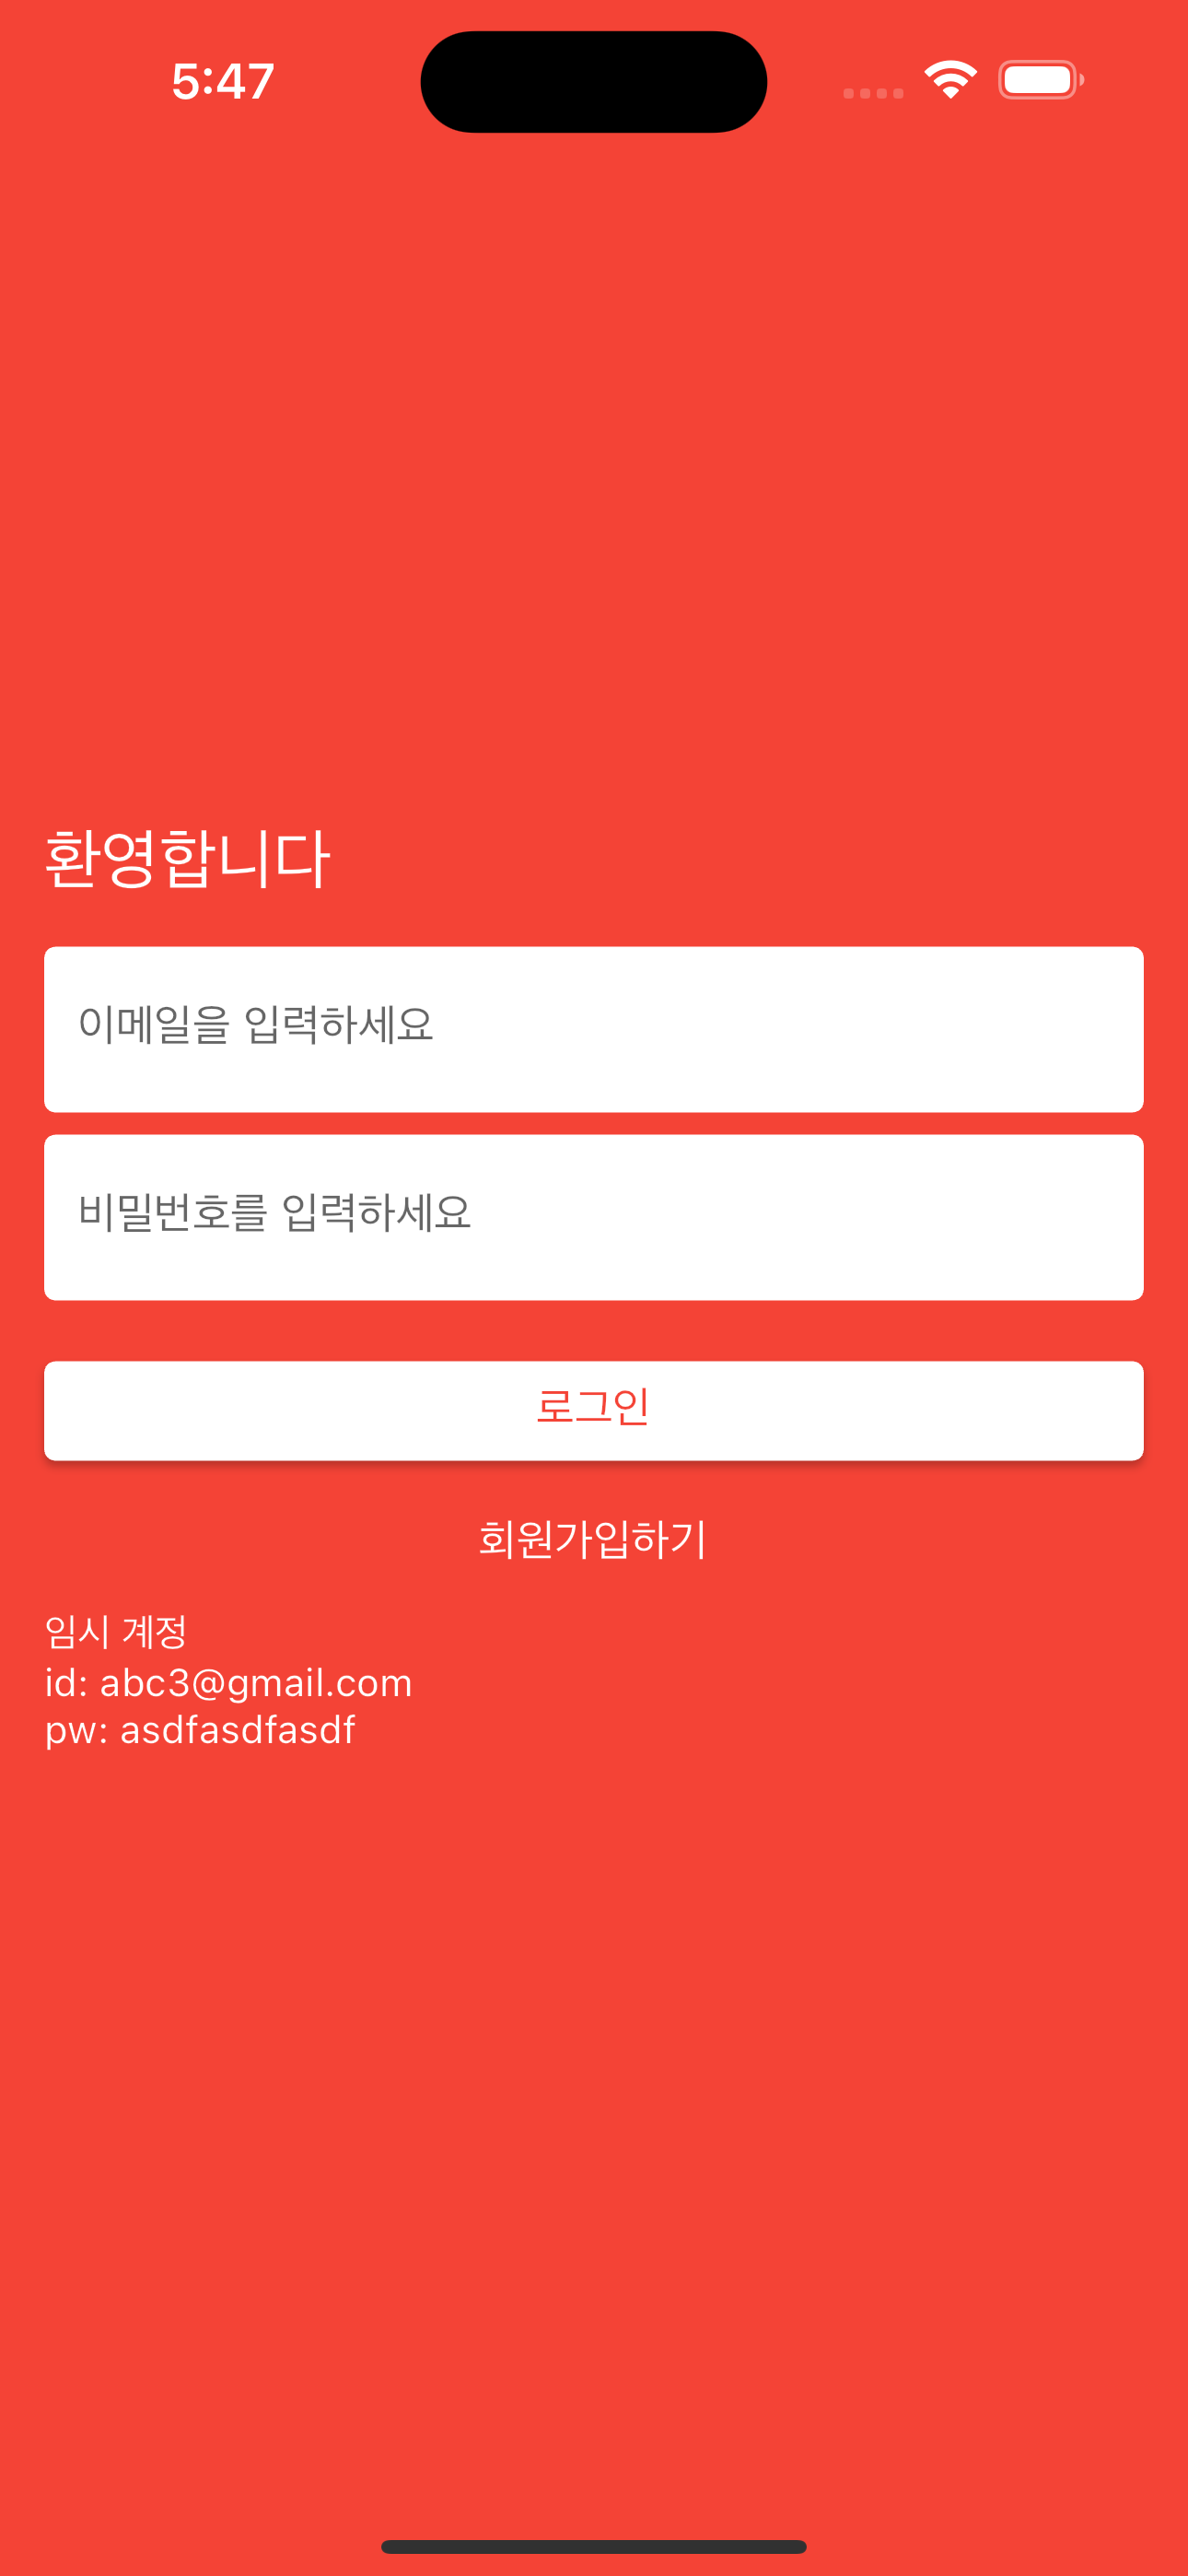 5:47
환영합니다
이메일을 입력하세요
비밀번호를 입력하세요
로그인
회원가입하기
임시 계정
id: abc3@gmail.com
pw: asdfasdfasdf